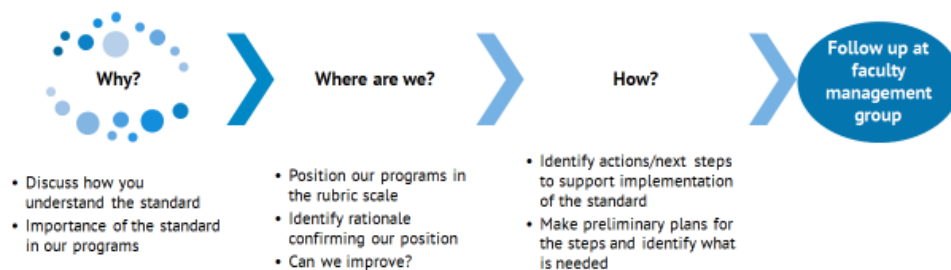 Why?
Where are we?
How?
Follow up at
faculty
management
group
• Discuss how you
understand the standard
• Importance of the standard
in our programs
• Position our programs in
the rubric scale
• Identify rationale
confirming our position
• Can we improve?
• Identify actions/next steps
to support implementation
of the standard
• Make preliminary plans for
the steps and identify what
is needed